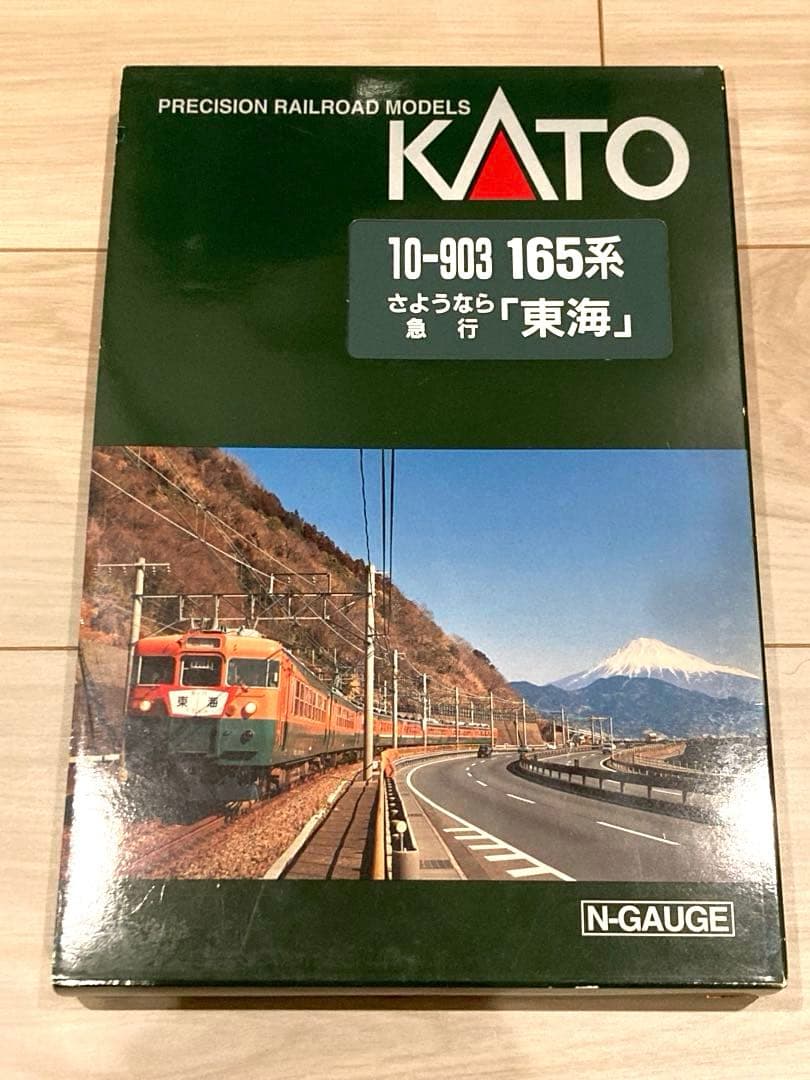 PRECISION RAILROAD MODELS
KATO
10-903 165系
さようなら
急行「東海」
東海
N-GAUGE